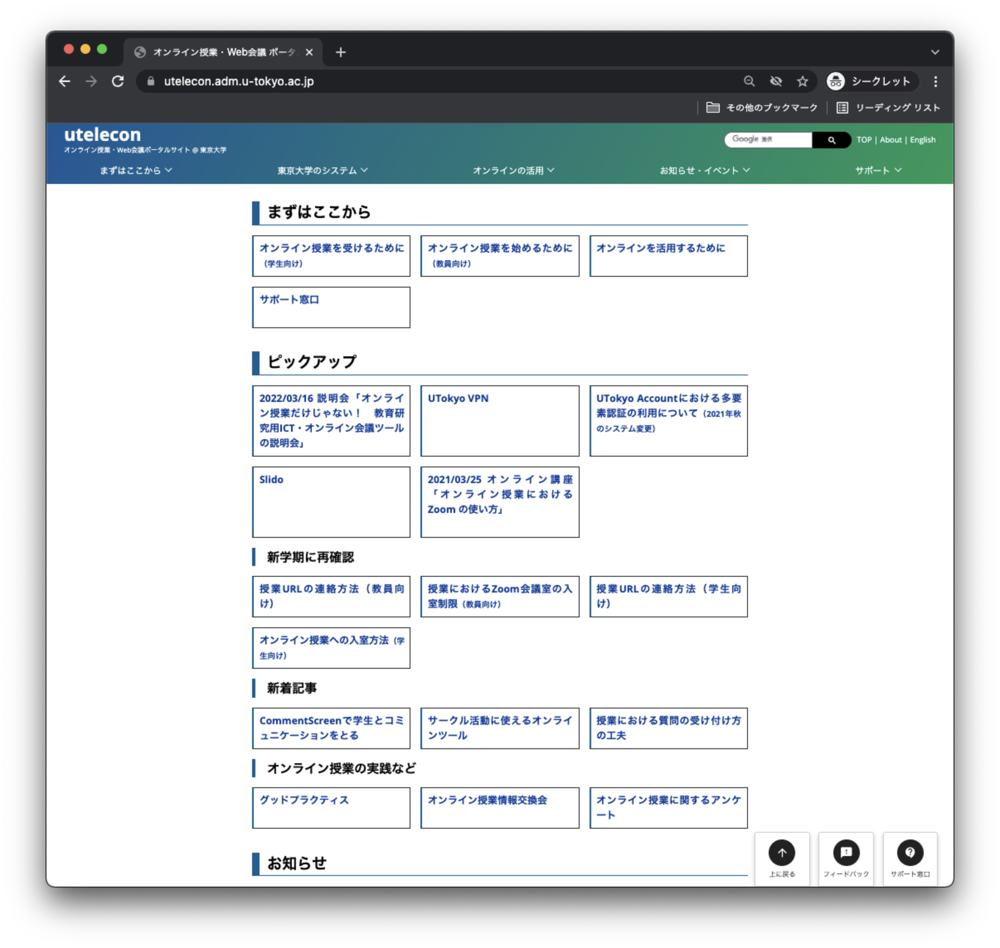 オンライン授業・Web会議 ポータ
utelecon.adm.u-tokyo.ac.jp
シークレット
その他のブックマーク
リーディング リスト
utelecon
オンライン授業・Web会議ポータルサイト @ 東京大学
Google 提供
TOP | About | English
まずはここから
東京大学のシステム
オンラインの活用
お知らせ・イベント
サポート
まずはここから
オンライン授業を受けるために
（学生向け）
オンライン授業を始めるために
（教員向け）
オンラインを活用するために
サポート窓口
ピックアップ
2022/03/16 説明会「オンライ
ン授業だけじゃない！　教育研
究用ICT・オンライン会議ツール
の説明会」
UTokyo VPN
UTokyo Accountにおける多要
素認証の利用について（2021年秋
のシステム変更）
Slido
2021/03/25 オンライン講座
「オンライン授業における
Zoom の使い方」
新学期に再確認
授業URLの連絡方法（教員向
け）
授業におけるZoom会議室の入
室制限（教員向け）
授業URLの連絡方法（学生向
け）
オンライン授業への入室方法（学
生向け）
新着記事
CommentScreenで学生とコミ
ュニケーションをとる
サークル活動に使えるオンライ
ンツール
授業における質問の受け付け方
の工夫
オンライン授業の実践など
グッドプラクティス
オンライン授業情報交換会
オンライン授業に関するアンケ
ート
お知らせ
上に戻る
フィードバック
サポート窓口